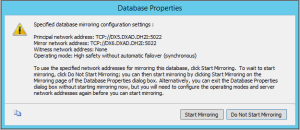 Database Properties
Specified database mirroring configuration settings :
Principal network address: TCP://DX5.DXAD.DH2I:5022
Mirror network address: TCP://DX6.DXAD.DH2I:5022
Witness network address: None
Operating mode: High safety without automatic failover (synchronous)
To use the specified network addresses for mirroring this database, click Start Mirroring. To wait to start
mirroring, click Do Not Start Mirroring; you can then start mirroring by clicking Start Mirroring on the
Mirroring page of the Database Properties dialog box. Alternatively, you can exit the Database Properties
dialog box without starting mirroring now, but you will need to configure the operating modes and server
network addresses again before you can start mirroring.
Start Mirroring
Do Not Start Mirroring